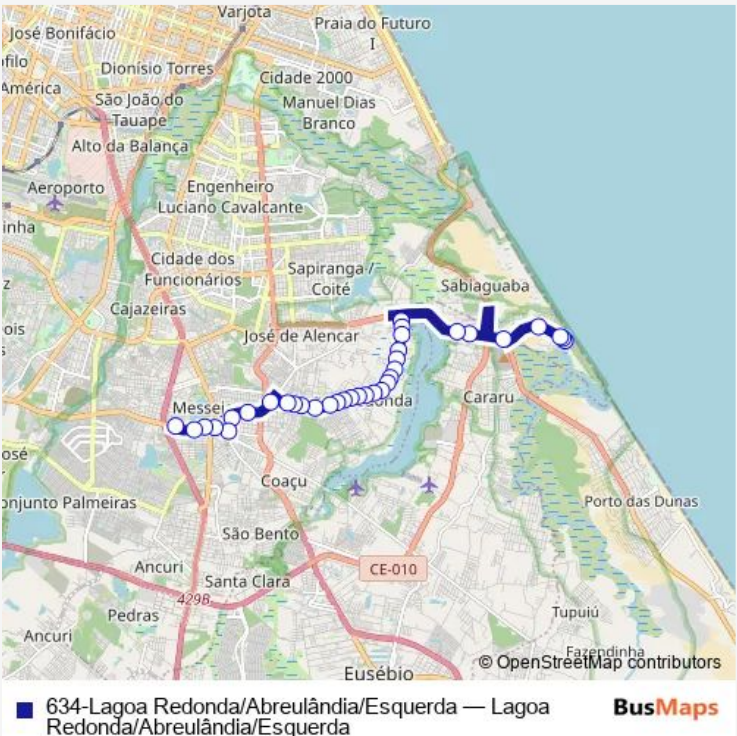 Varjota
José Bonifácio
Praia do Futuro
I
ofilo
Dionísio Torres
Cidade 2000
América
São João do
Tauape
Manuel Dias
Branco
Alto da Balança
Aeroporto
Engenheiro
Luciano Cavalcante
inha
Cidade dos
Funcionários
Sapiranga /
Coité
Sabiaguaba
z
Cajazeiras
ois
José de Alencar
s
Messej
onda
Cararu
osé
Coaçu
onjunto Palmeiras
Porto das Dunas
São Bento
Ancuri
CE-010
Santa Clara
429B
Pedras
Tupuiú
Ancuri
Fazendinha
© OpenStreetMap contributors
Eusébio
634-Lagoa Redonda/Abreulândia/Esquerda — Lagoa
Redonda/Abreulândia/Esquerda
BusMaps